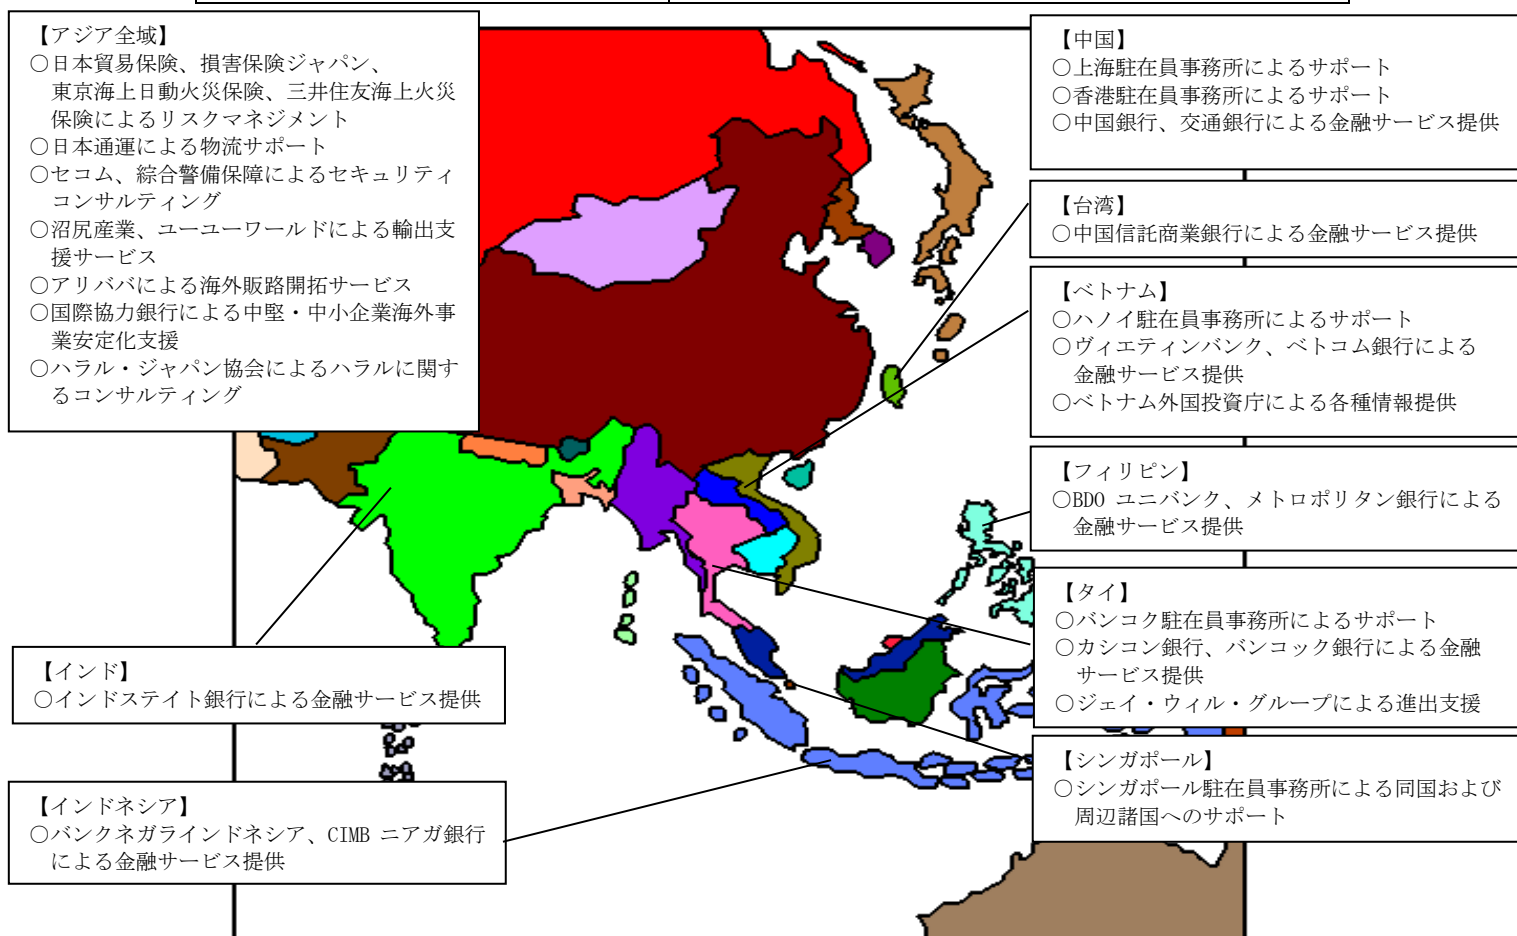 【アジア全域】
○日本貿易保険、損害保険ジャパン、
東京海上日動火災保険、三井住友海上火災
保険によるリスクマネジメント
○日本通運による物流サポート
○セコム、綜合警備保障によるセキュリティ
コンサルティング
○沼尻産業、ユーユーワールドによる輸出支
援サービス
○アリババによる海外販路開拓サービス
○国際協力銀行による中堅・中小企業海外事
業安定化支援
○ハラル・ジャパン協会によるハラルに関す
るコンサルティング
【インド】
○インドステイト銀行による金融サービス提供
【インドネシア】
○バンクネガラインドネシア、CIMB ニアガ銀行
による金融サービス提供
【中国】
○上海駐在員事務所によるサポート
○香港駐在員事務所によるサポート
○中国銀行、交通銀行による金融サービス提供
【台湾】
○中国信託商業銀行による金融サービス提供
【ベトナム】
○ハノイ駐在員事務所によるサポート
○ヴィエティンバンク、ベトコム銀行による
金融サービス提供
○ベトナム外国投資庁による各種情報提供
【フィリピン】
○BDO ユニバンク、メトロポリタン銀行による
金融サービス提供
【タイ】
○バンコク駐在員事務所によるサポート
○カシコン銀行、バンコック銀行による金融
サービス提供
○ジェイ・ウィル・グループによる進出支援
【シンガポール】
○シンガポール駐在員事務所による同国および
周辺諸国へのサポート